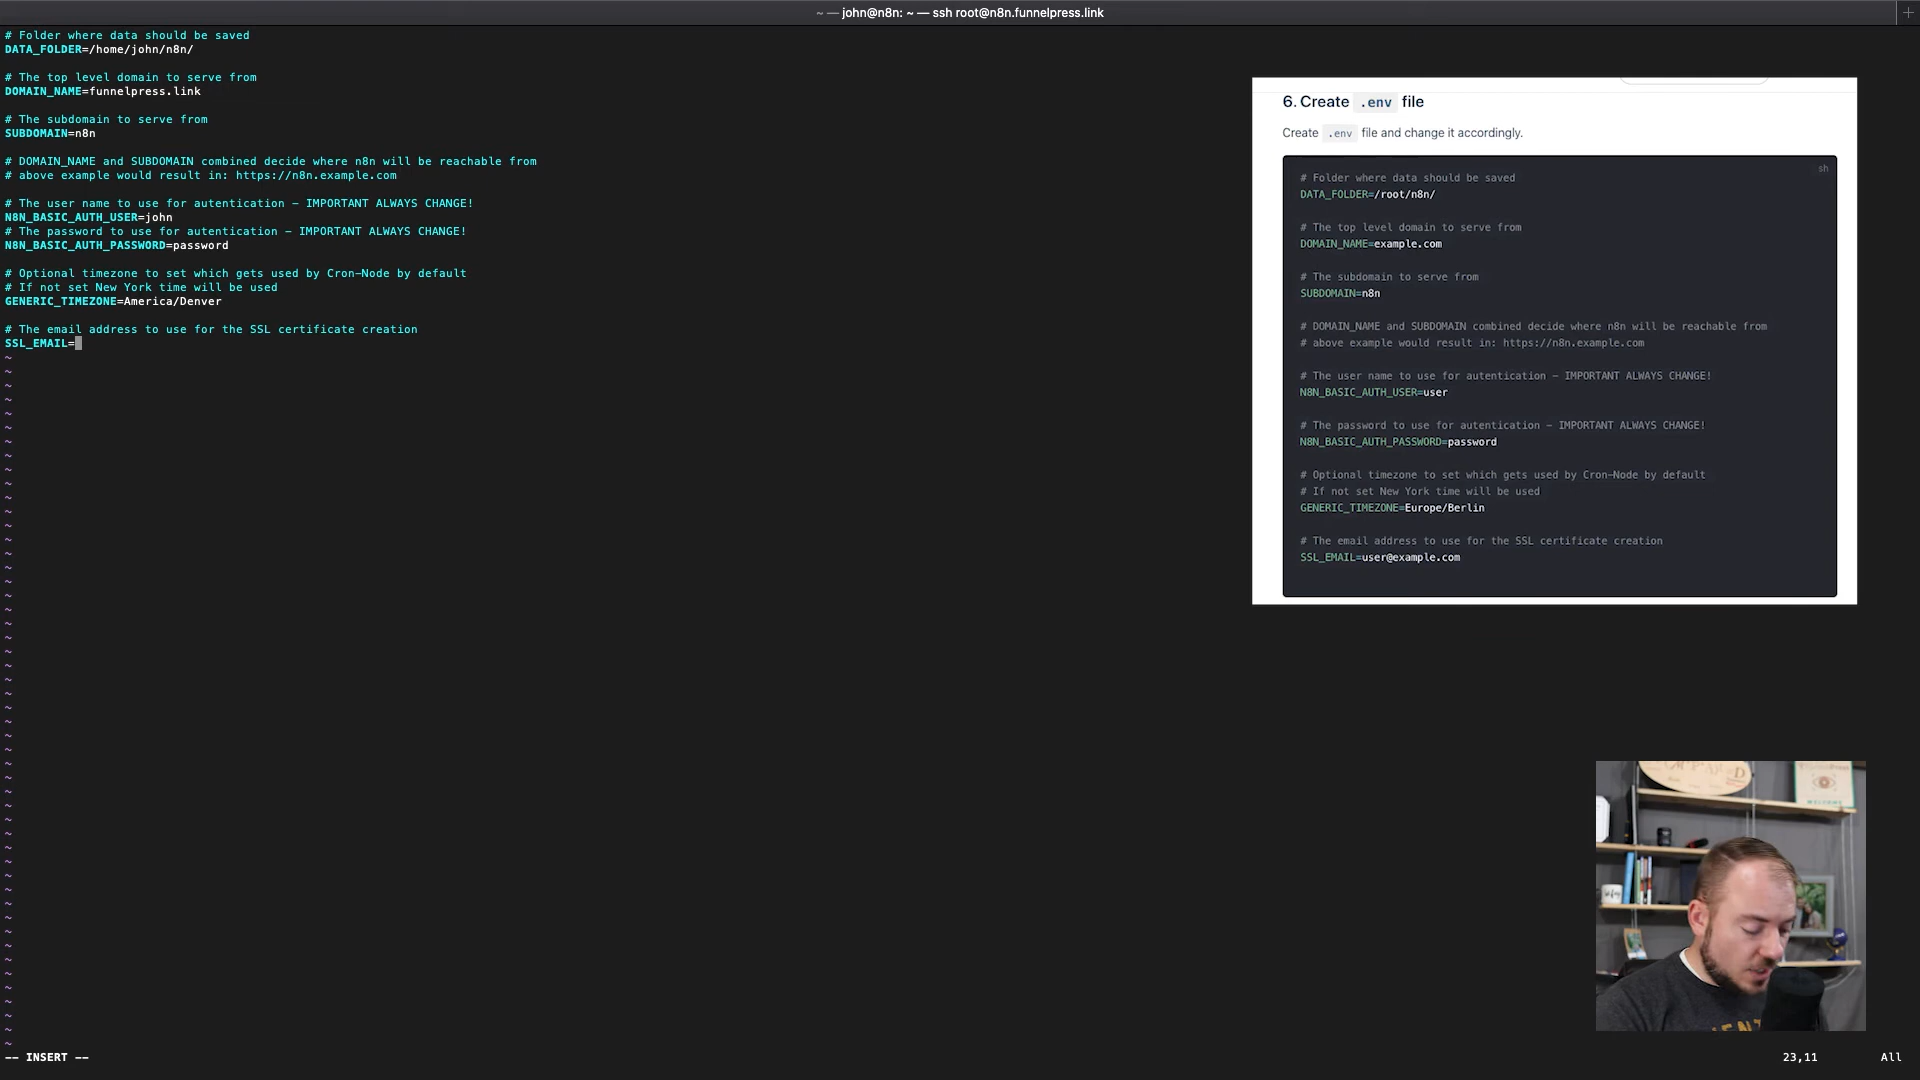 ~ — john@n8n: ~ — ssh root@n8n.funnelpress.link
# Folder where data should be saved
DATA_FOLDER=/home/john/n8n/
# The top level domain to serve from
DOMAIN_NAME=funnelpress.link
# The subdomain to serve from
SUBDOMAIN=n8n
# DOMAIN_NAME and SUBDOMAIN combined decide where n8n will be reachable from
# above example would result in: https://n8n.example.com
# The user name to use for autentication – IMPORTANT ALWAYS CHANGE!
N8N_BASIC_AUTH_USER=john
# The password to use for autentication – IMPORTANT ALWAYS CHANGE!
N8N_BASIC_AUTH_PASSWORD=password
# Optional timezone to set which gets used by Cron-Node by default
# If not set New York time will be used
GENERIC_TIMEZONE=America/Denver
# The email address to use for the SSL certificate creation
SSL_EMAIL=
-- INSERT --
23,11 All
6. Create .env file
Create .env file and change it accordingly.
sh
# Folder where data should be saved
DATA_FOLDER=/root/n8n/
# The top level domain to serve from
DOMAIN_NAME=example.com
# The subdomain to serve from
SUBDOMAIN=n8n
# DOMAIN_NAME and SUBDOMAIN combined decide where n8n will be reachable from
# above example would result in: https://n8n.example.com
# The user name to use for autentication – IMPORTANT ALWAYS CHANGE!
N8N_BASIC_AUTH_USER=user
# The password to use for autentication – IMPORTANT ALWAYS CHANGE!
N8N_BASIC_AUTH_PASSWORD=password
# Optional timezone to set which gets used by Cron-Node by default
# If not set New York time will be used
GENERIC_TIMEZONE=Europe/Berlin
# The email address to use for the SSL certificate creation
SSL_EMAIL=user@example.com